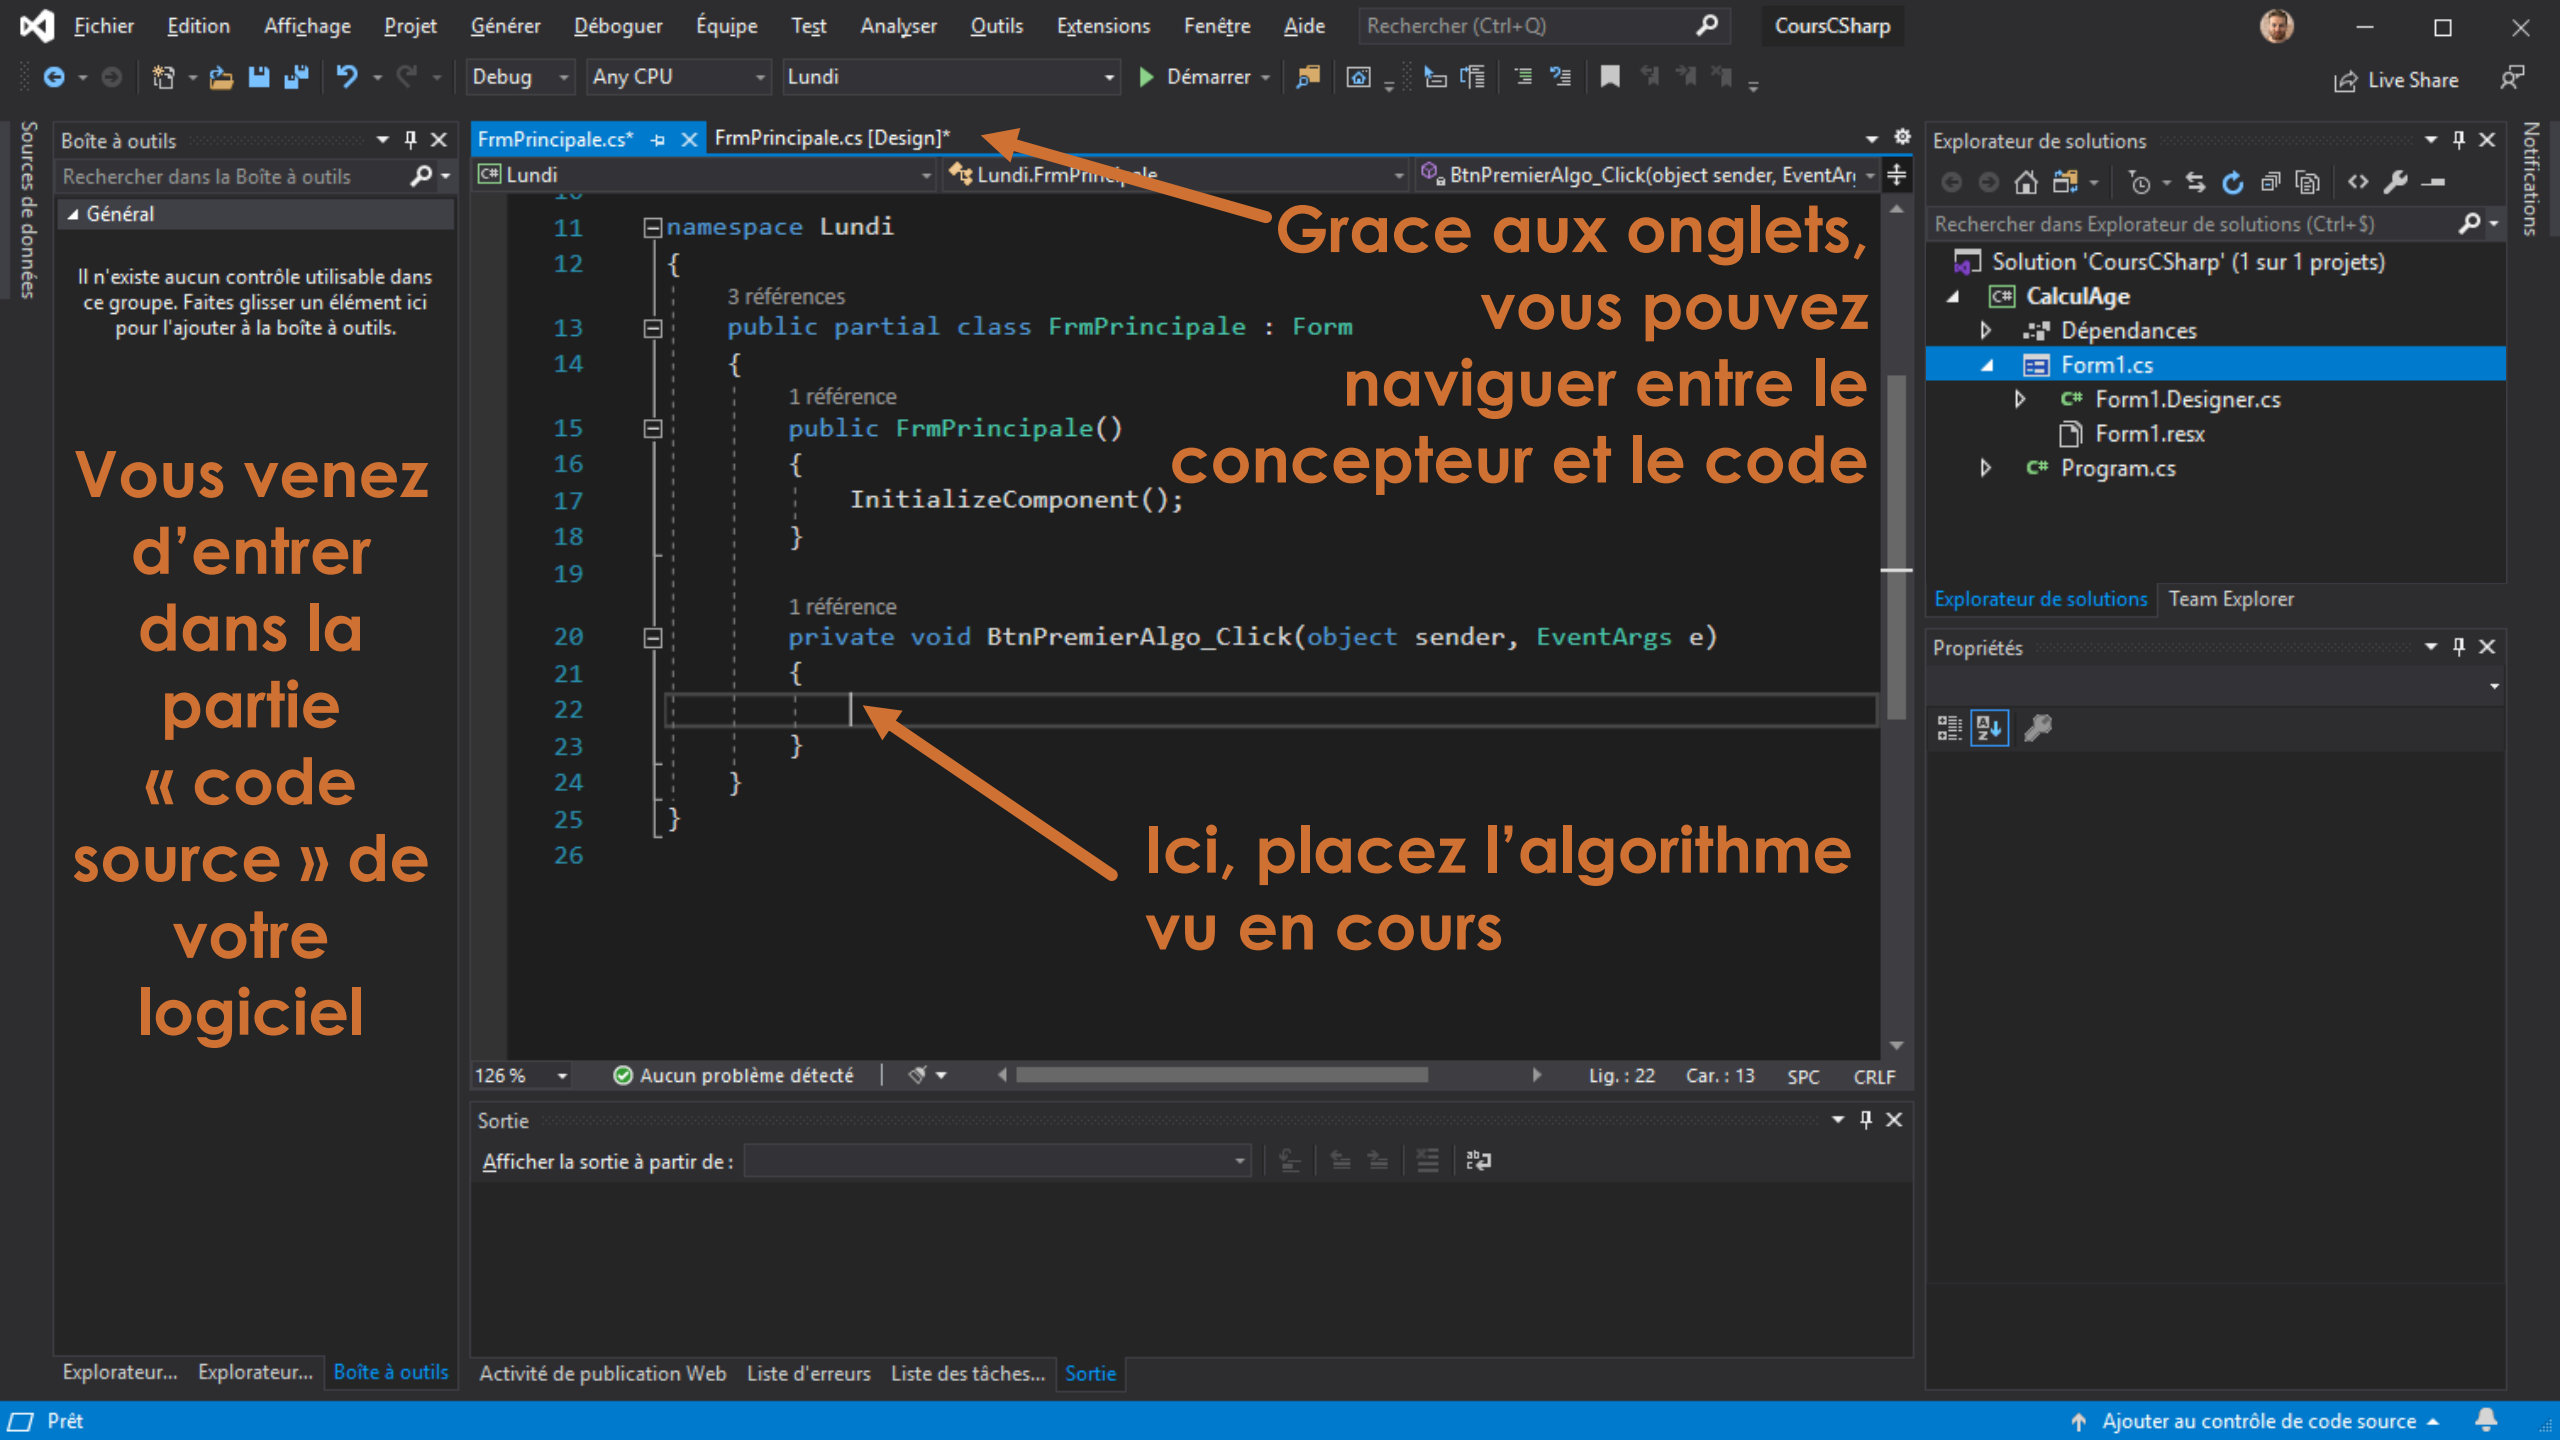 Fichier Edition Affichage Projet Générer Déboguer Équipe Test Analyser Outils Extensions Fenêtre Aide Rechercher (Ctrl+Q) CoursCSharp
Debug Any CPU Lundi Démarrer Live Share
Sources de données
Boîte à outils
Rechercher dans la Boîte à outils
Général
Il n'existe aucun contrôle utilisable dans
ce groupe. Faites glisser un élément ici
pour l'ajouter à la boîte à outils.
Vous venez
d’entrer
dans la
partie
« code
source » de
votre
logiciel
Explorateur... Explorateur... Boîte à outils
FrmPrincipale.cs* FrmPrincipale.cs [Design]*
C# Lundi Lundi.FrmPrincipale BtnPremierAlgo_Click(object sender, EventAr
11 namespace Lundi
12 {
3 références
13 public partial class FrmPrincipale : Form
14 {
1 référence
15 public FrmPrincipale()
16 {
17 InitializeComponent();
18 }
19
1 référence
20 private void BtnPremierAlgo_Click(object sender, EventArgs e)
21 {
22
23 }
24 }
25 }
26
Grace aux onglets,
vous pouvez
naviguer entre le
concepteur et le code
Ici, placez l’algorithme
vu en cours
126 % Aucun problème détecté Lig. : 22 Car. : 13 SPC CRLF
Sortie
Afficher la sortie à partir de :
Activité de publication Web Liste d'erreurs Liste des tâches... Sortie
Explorateur de solutions
Rechercher dans Explorateur de solutions (Ctrl+$)
Solution 'CoursCSharp' (1 sur 1 projets)
C# CalculAge
Dépendances
Form1.cs
C# Form1.Designer.cs
Form1.resx
C# Program.cs
Explorateur de solutions Team Explorer
Propriétés
Notifications
Prêt Ajouter au contrôle de code source